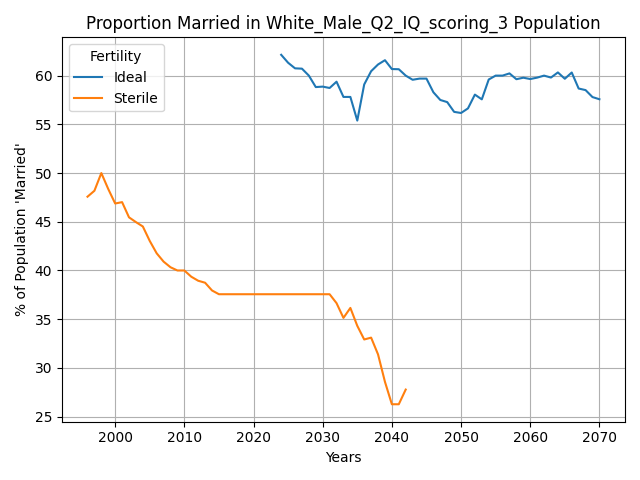 Proportion Married in White_Male_Q2_IQ_scoring_3 Population
Fertility
Ideal
Sterile
% of Population 'Married'
60
55
50
45
40
35
30
25
2000 2010 2020 2030 2040 2050 2060 2070
Years